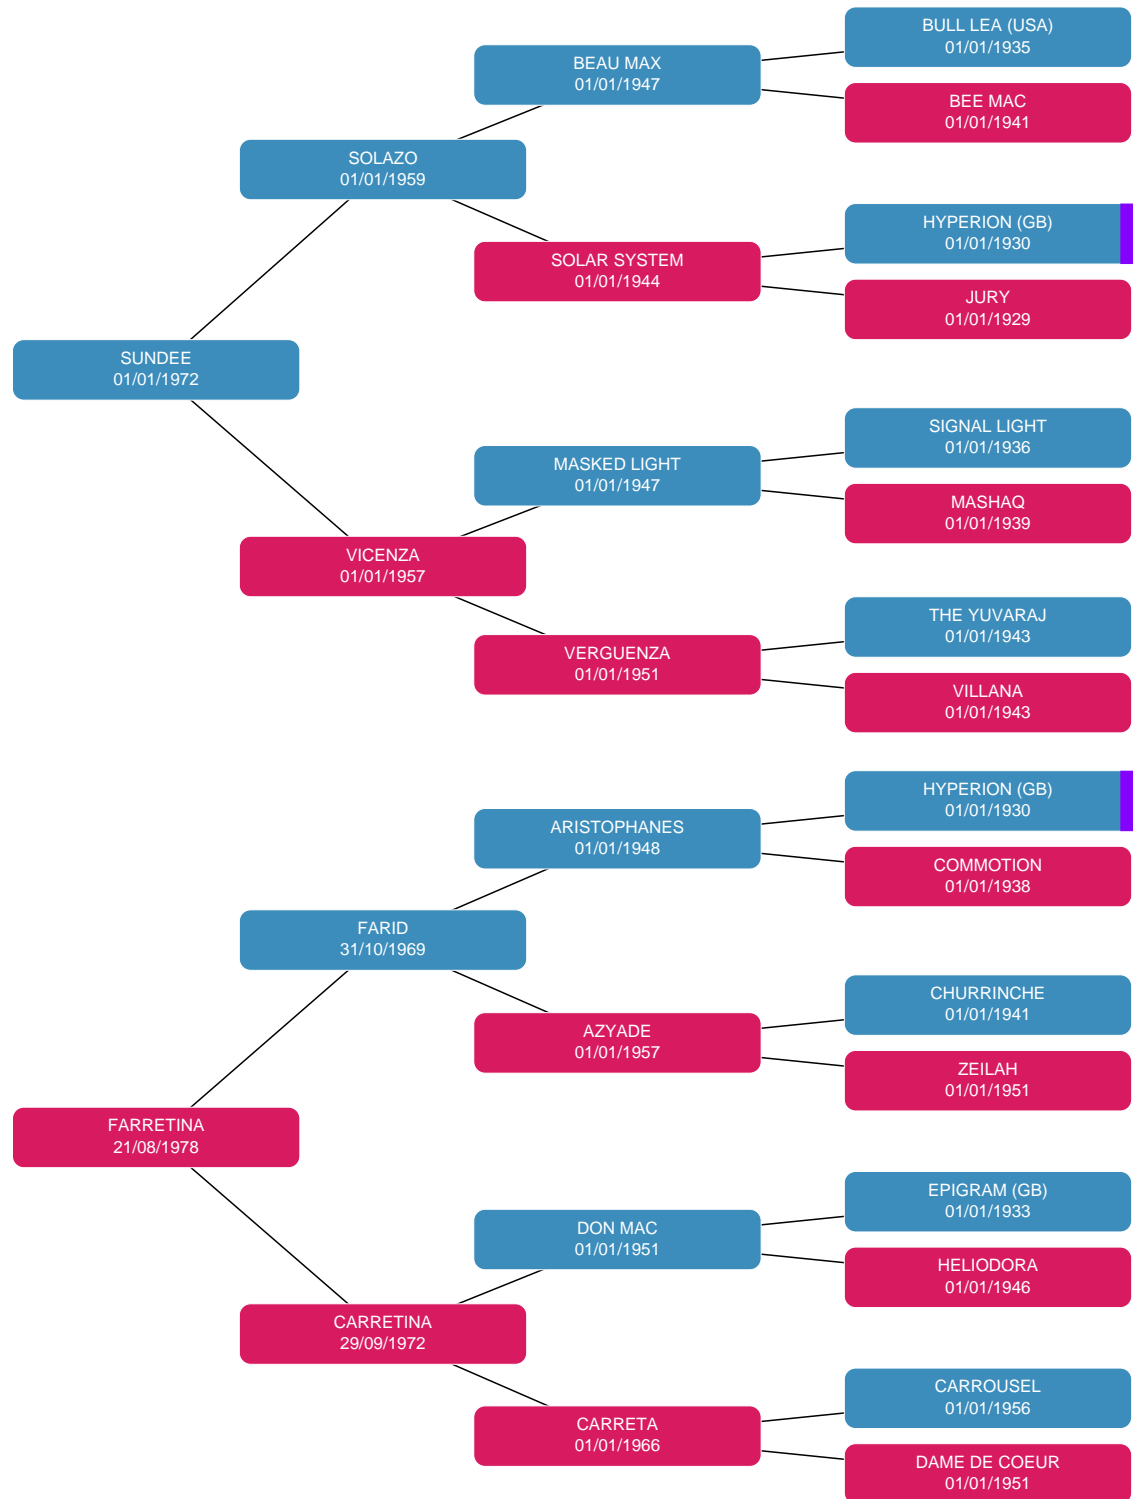 BULL LEA (USA)
01/01/1935
BEAU MAX
01/01/1947
BEE MAC
01/01/1941
SOLAZO
01/01/1959
HYPERION (GB)
01/01/1930
SOLAR SYSTEM
01/01/1944
JURY
01/01/1929
SUNDEE
01/01/1972
SIGNAL LIGHT
01/01/1936
MASKED LIGHT
01/01/1947
MASHAQ
01/01/1939
VICENZA
01/01/1957
THE YUVARAJ
01/01/1943
VERGUENZA
01/01/1951
VILLANA
01/01/1943
HYPERION (GB)
01/01/1930
ARISTOPHANES
01/01/1948
COMMOTION
01/01/1938
FARID
31/10/1969
CHURRINCHE
01/01/1941
AZYADE
01/01/1957
ZEILAH
01/01/1951
FARRETINA
21/08/1978
EPIGRAM (GB)
01/01/1933
DON MAC
01/01/1951
HELIODORA
01/01/1946
CARRETINA
29/09/1972
CARROUSEL
01/01/1956
CARRETA
01/01/1966
DAME DE COEUR
01/01/1951